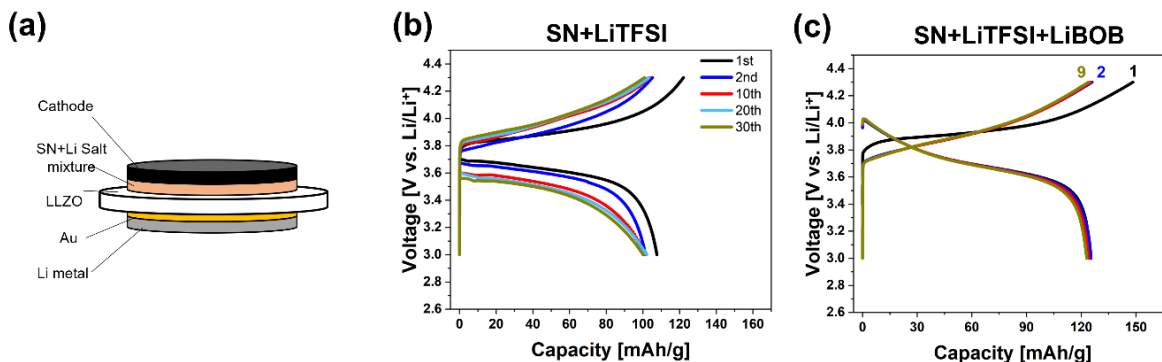 (a)
Cathode
SN+Li Salt
mixture
LLZO
Au
Li metal
(b)
SN+LiTFSI
Voltage [V vs. Li/Li⁺]
4.4
4.2
4.0
3.8
3.6
3.4
3.2
3.0
2.8
2.6
1st
2nd
10th
20th
30th
0 20 40 60 80 100 120 140 160
Capacity [mAh/g]
(c)
SN+LiTFSI+LiBOB
9 2 1
Voltage [V vs. Li/Li⁺]
4.4
4.2
4.0
3.8
3.6
3.4
3.2
3.0
2.8
2.6
0 30 60 90 120 150
Capacity [mAh/g]